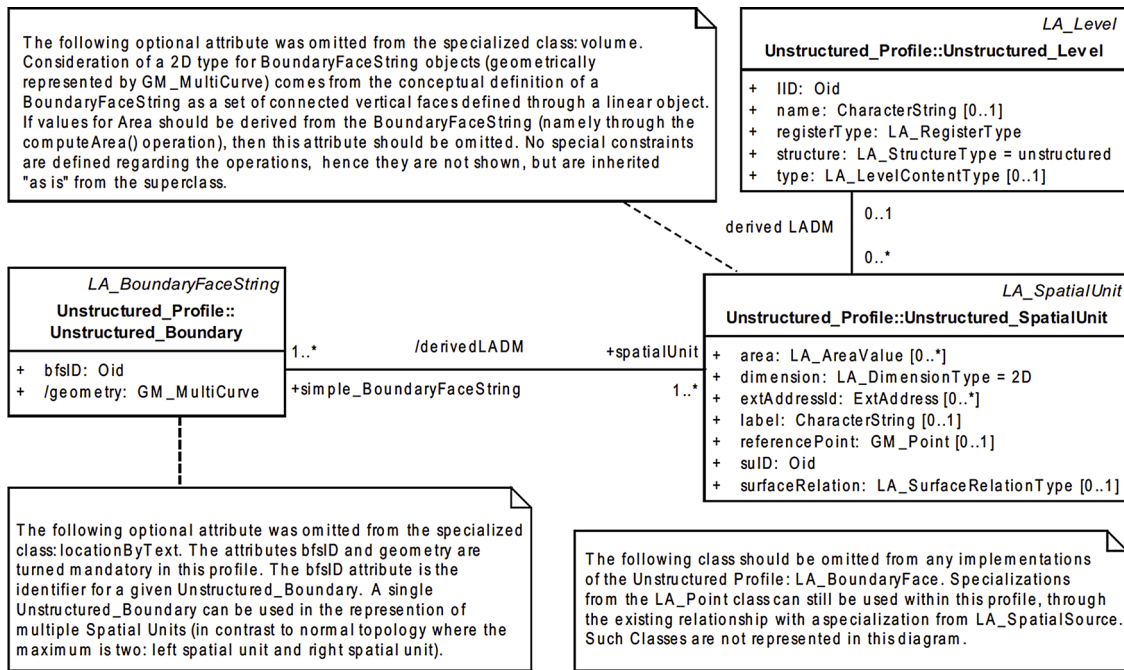 The following optional attribute was omitted from the specialized class: volume.
Consideration of a 2D type for BoundaryFaceString objects (geometrically
represented by GM_MultiCurve) comes from the conceptual definition of a
BoundaryFaceString as a set of connected vertical faces defined through a linear object.
If values for Area should be derived from the BoundaryFaceString (namely through the
computeArea() operation), then this attribute should be omitted. No special constraints
are defined regarding the operations, hence they are not shown, but are inherited
"as is" from the superclass.
LA_Level
Unstructured_Profile::Unstructured_Level
+ lID: Oid
+ name: CharacterString [0..1]
+ registerType: LA_RegisterType
+ structure: LA_StructureType = unstructured
+ type: LA_LevelContentType [0..1]
derived LADM
0..1
0..*
LA_BoundaryFaceString
Unstructured_Profile::
Unstructured_Boundary
+ bfsID: Oid
+ /geometry: GM_MultiCurve
1..*
/derivedLADM
+spatialUnit
+simple_BoundaryFaceString
1..*
LA_SpatialUnit
Unstructured_Profile::Unstructured_SpatialUnit
+ area: LA_AreaValue [0..*]
+ dimension: LA_DimensionType = 2D
+ extAddressId: ExtAddress [0..*]
+ label: CharacterString [0..1]
+ referencePoint: GM_Point [0..1]
+ suID: Oid
+ surfaceRelation: LA_SurfaceRelationType [0..1]
The following optional attribute was omitted from the specialized
class: locationByText. The attributes bfsID and geometry are
turned mandatory in this profile. The bfsID attribute is the
identifier for a given Unstructured_Boundary. A single
Unstructured_Boundary can be used in the represention of
multiple Spatial Units (in contrast to normal topology where the
maximum is two: left spatial unit and right spatial unit).
The following class should be omitted from any implementations
of the Unstructured Profile: LA_BoundaryFace. Specializations
from the LA_Point class can still be used within this profile, through
the existing relationship with a specialization from LA_SpatialSource.
Such Classes are not represented in this diagram.